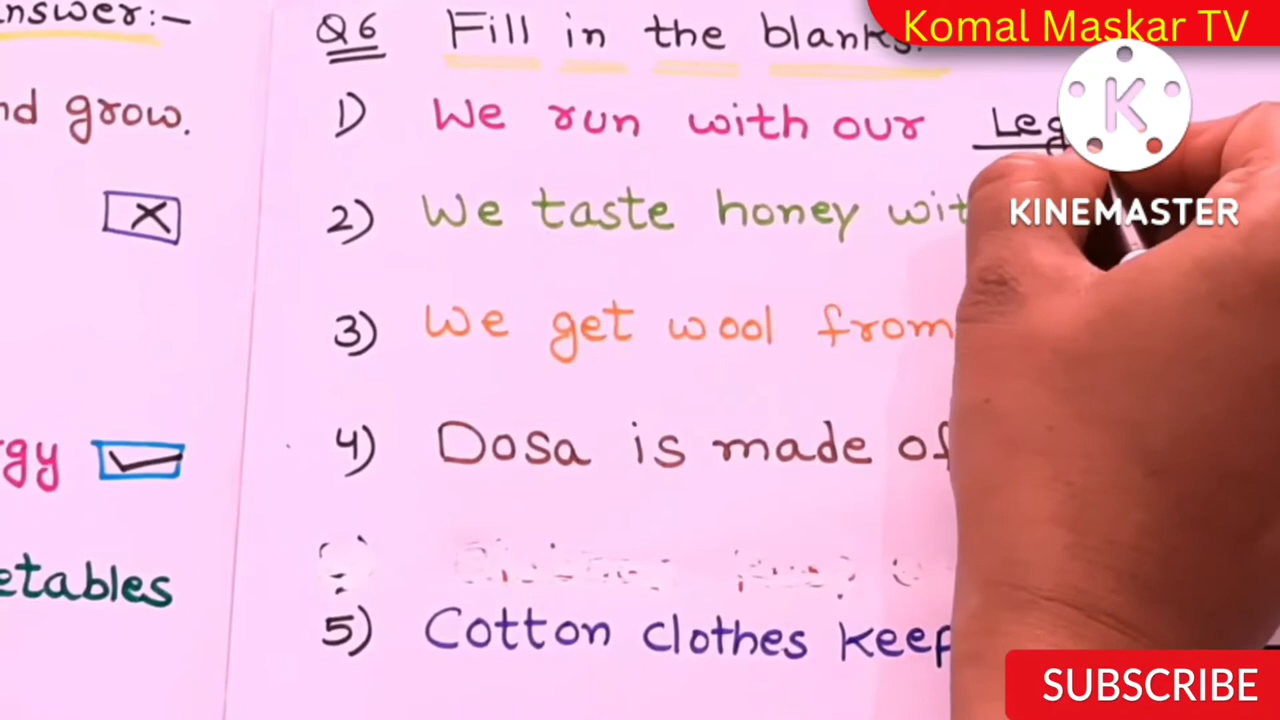 nswer:-
nd grow.
rgy
etables
Q6 Fill in the blanks.
1) We run with our Leg
2) We taste honey wit
3) We get wool from
4) Dosa is made of
5) Cotton clothes keep
Komal Maskar TV
K
KINEMASTER
SUBSCRIBE